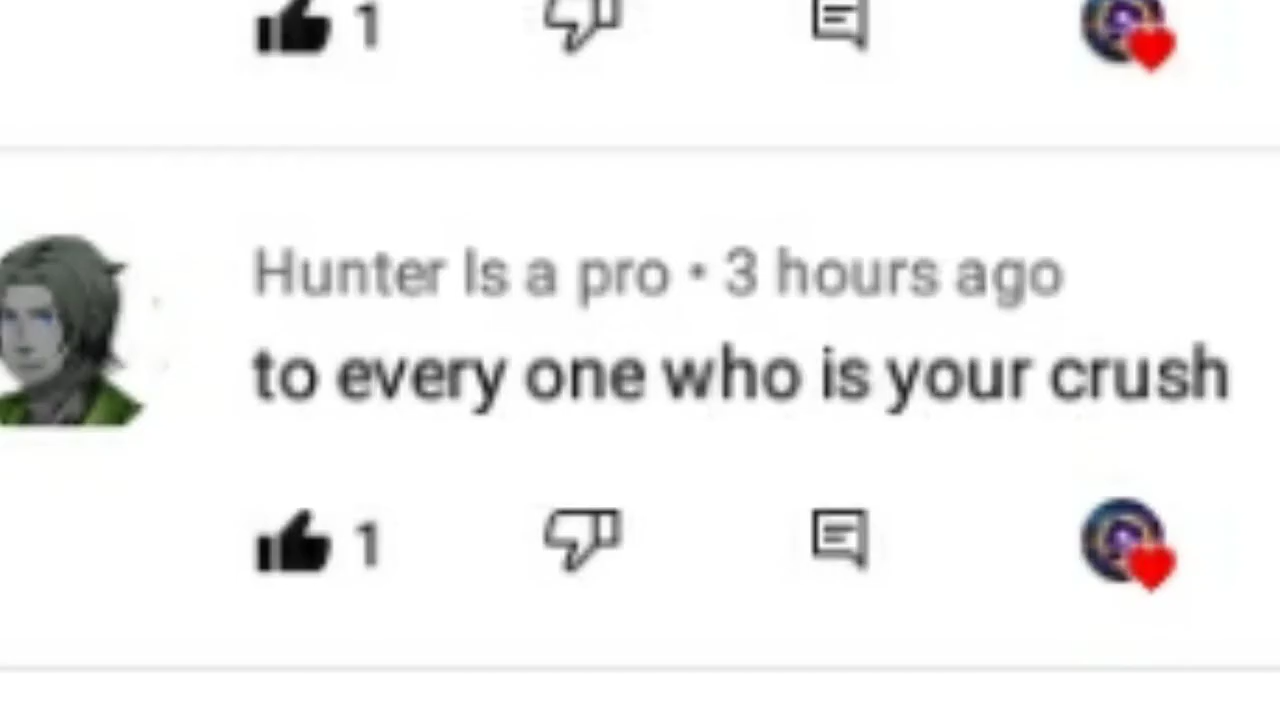 1
Hunter Is a pro • 3 hours ago
to every one who is your crush
1